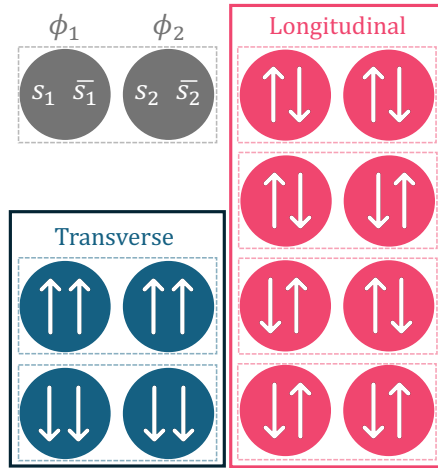 ϕ₁ ϕ₂
s₁ s̄₁ s₂ s̄₂
Longitudinal
Transverse